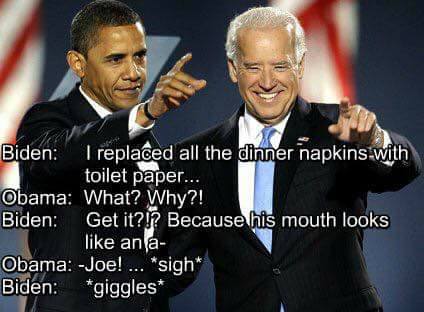 Biden: I replaced all the dinner napkins with
toilet paper...
Obama: What? Why?!
Biden: Get it?!? Because his mouth looks
like an a-
Obama: -Joe! ... *sigh*
Biden: *giggles*